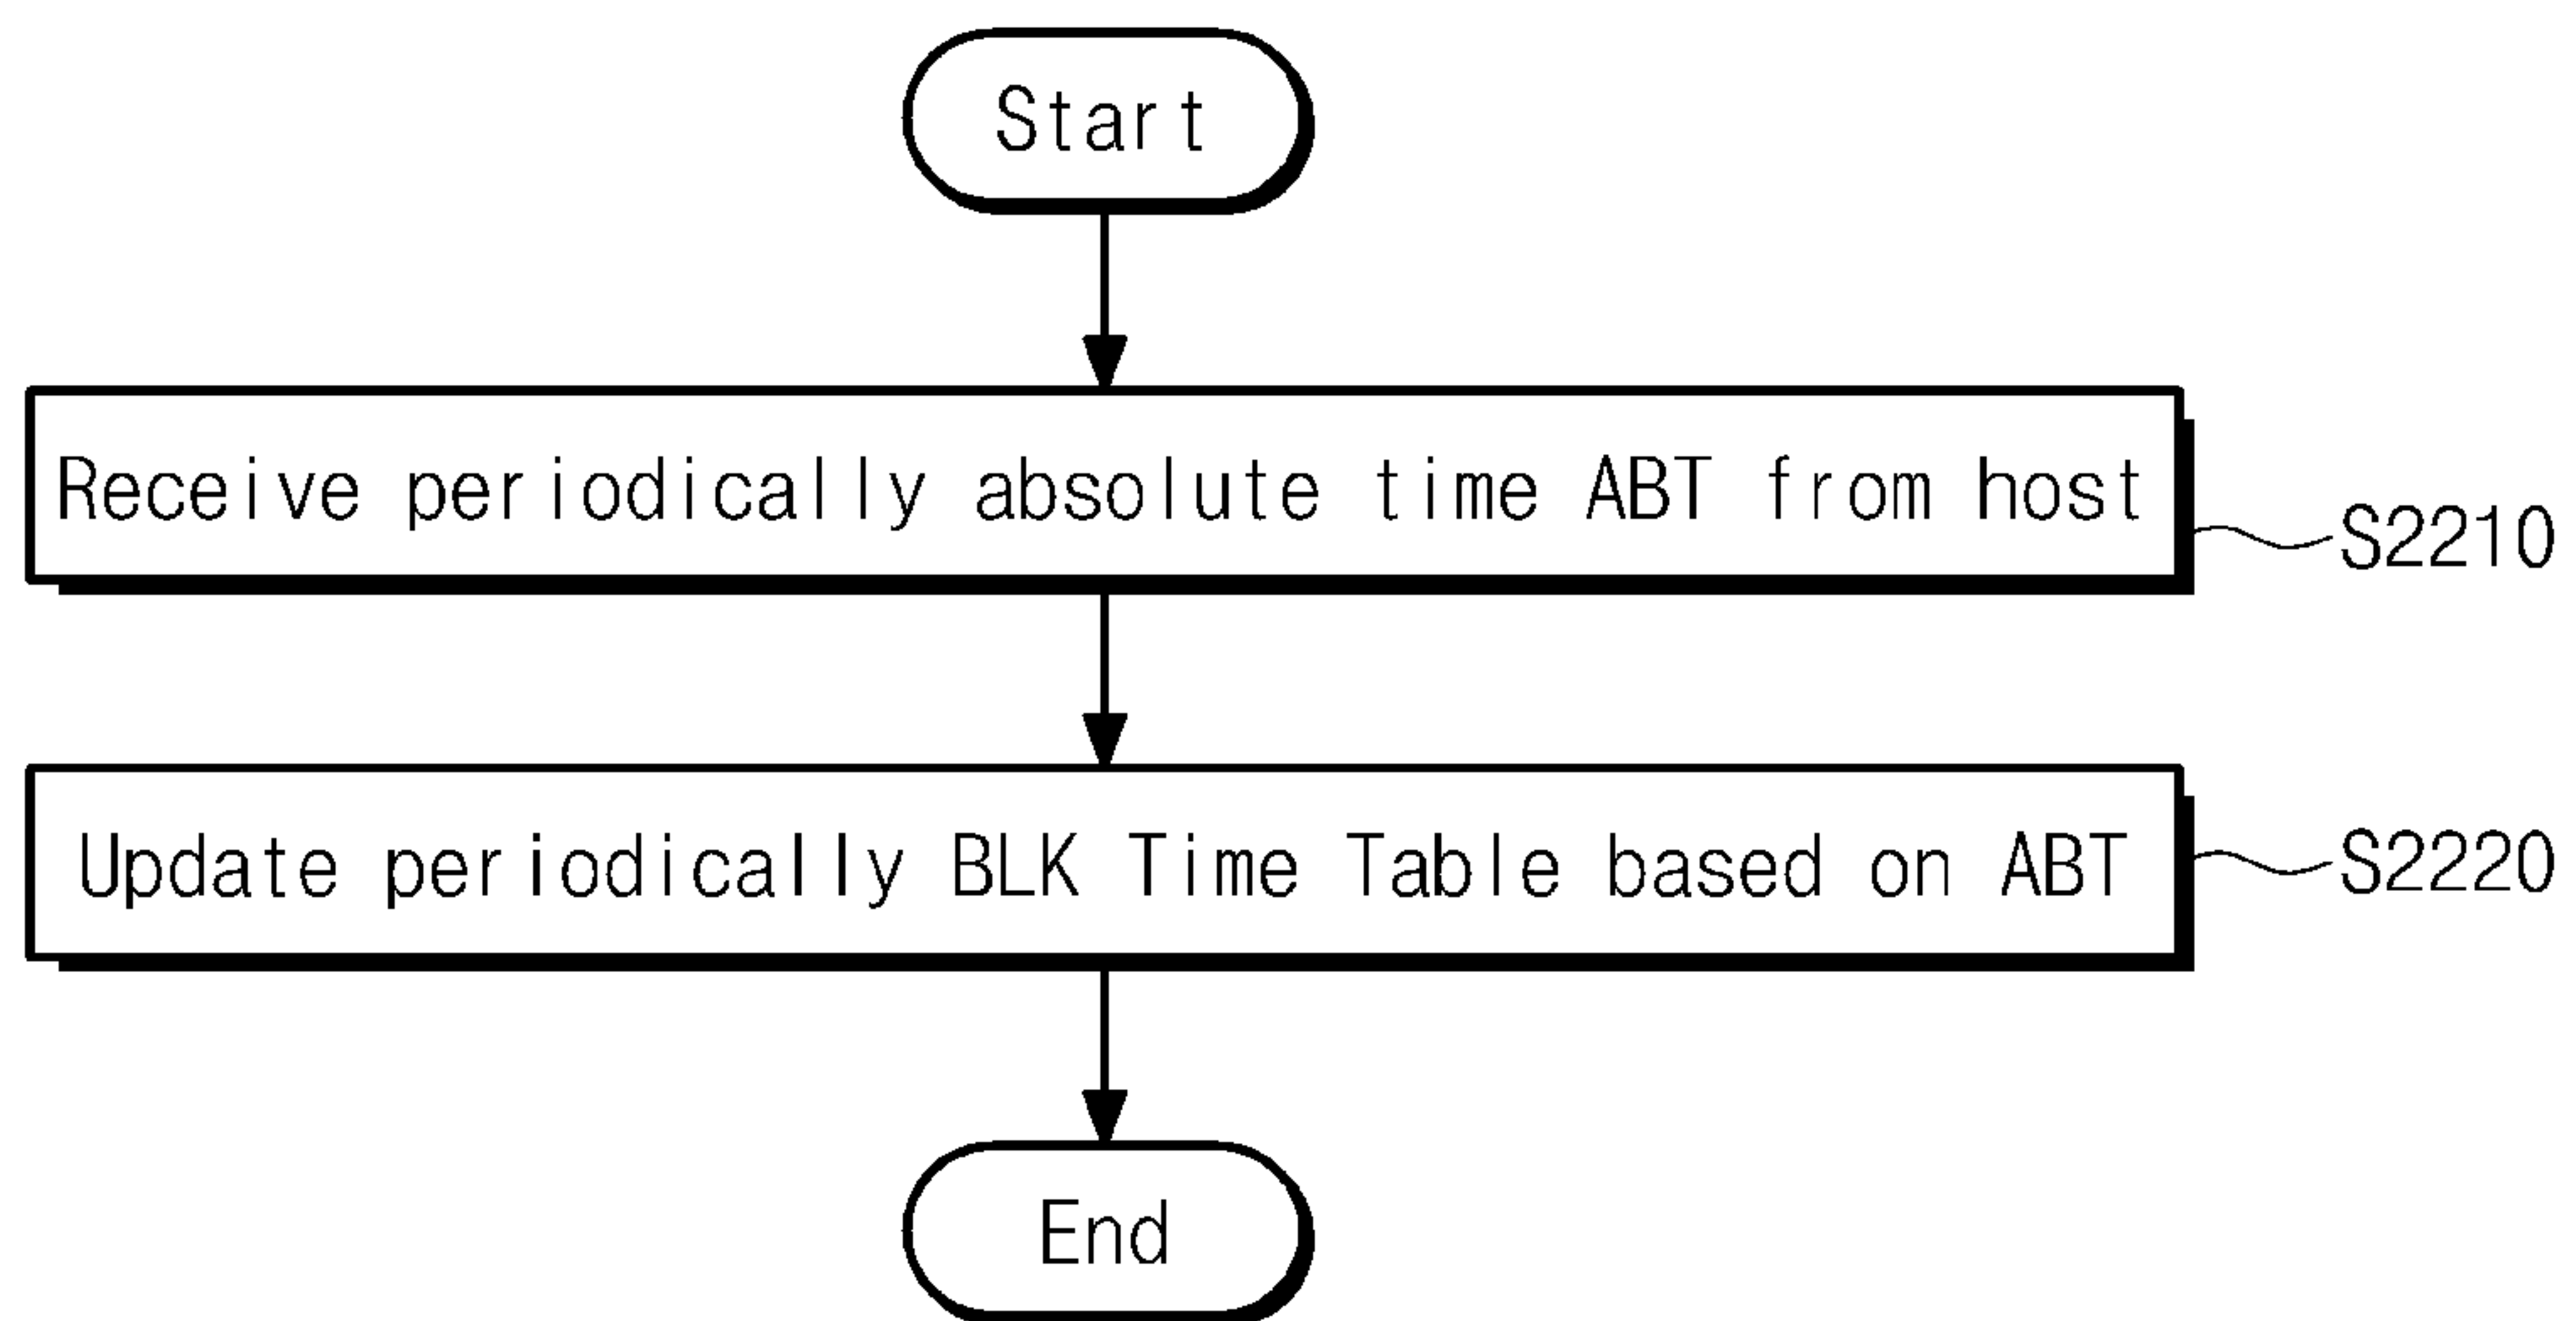 Start
Receive periodically absolute time ABT from host
S2210
Update periodically BLK Time Table based on ABT
S2220
End